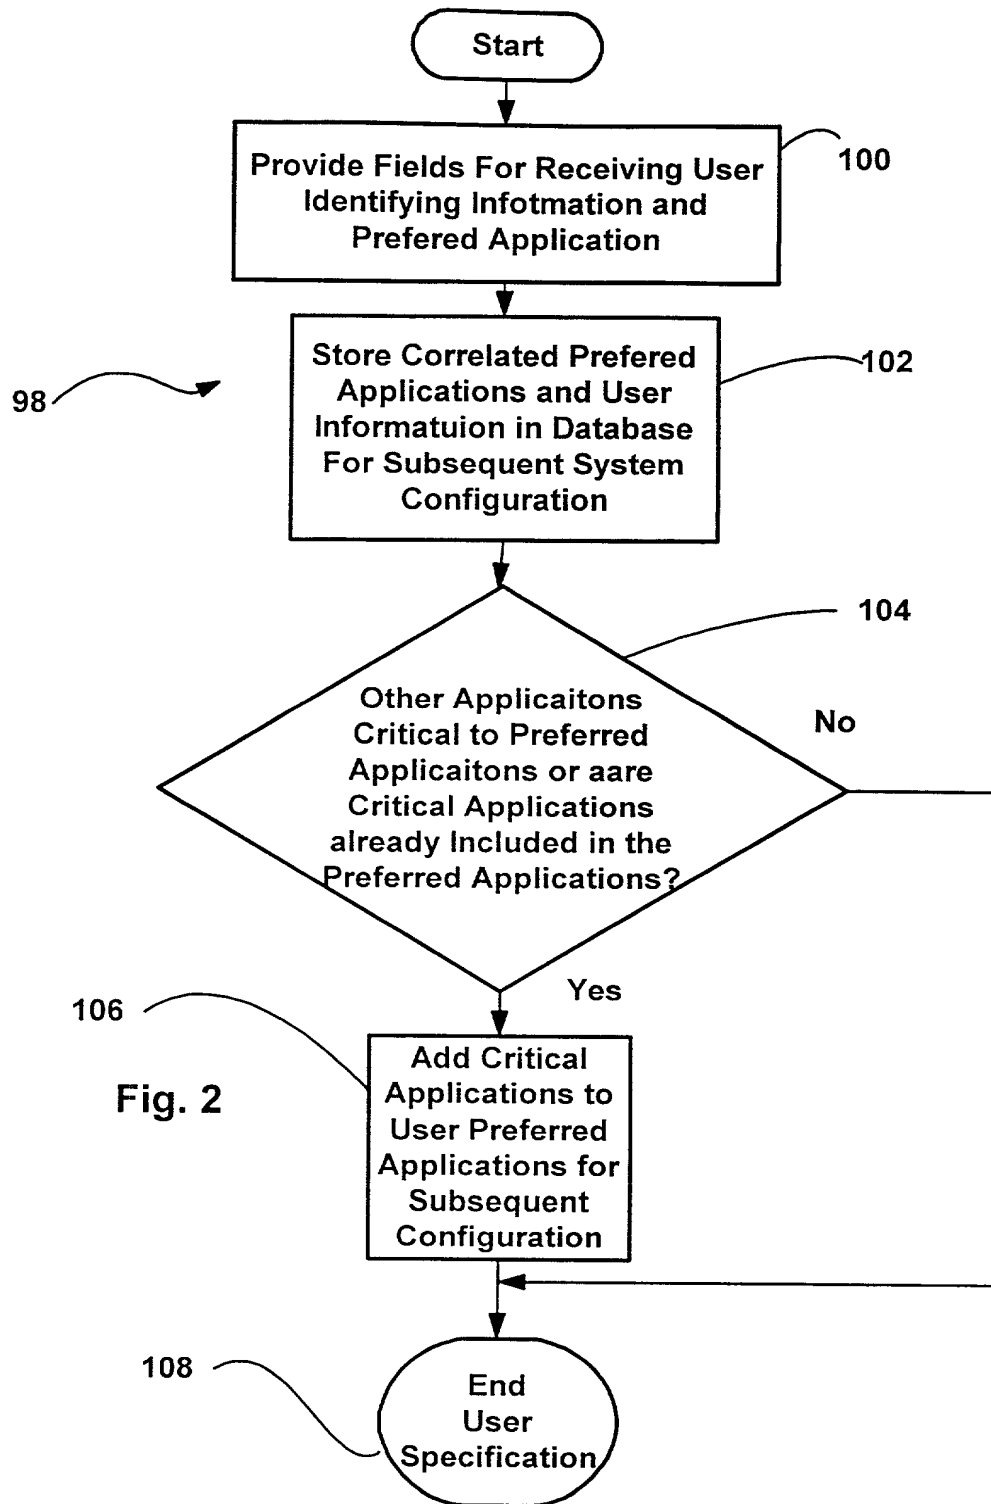 Start
Provide Fields For Receiving User
Identifying Infotmation and
Prefered Application
100
Store Correlated Prefered
Applications and User
Informatuion in Database
For Subsequent System
Configuration
102
98
104
Other Applicaitons
Critical to Preferred
Applicaitons or aare
Critical Applications
already Included in the
Preferred Applications?
No
Yes
106
Add Critical
Applications to
User Preferred
Applications for
Subsequent
Configuration
Fig. 2
108
End
User
Specification